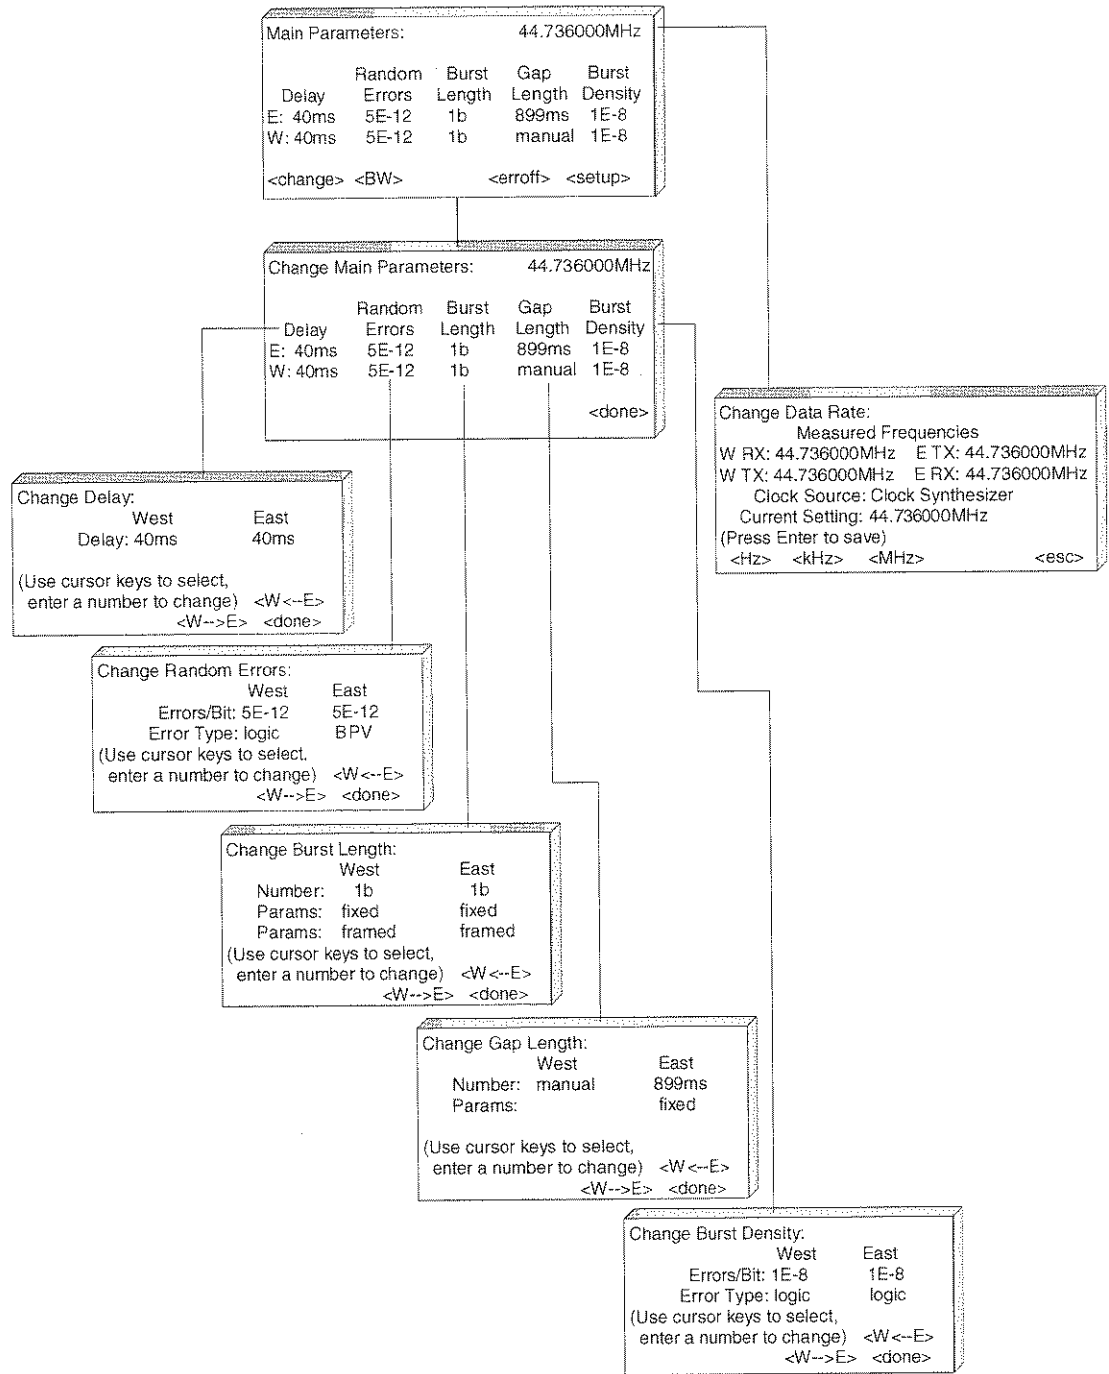 Main Parameters: 44.736000MHz
Random Burst Gap Burst
Delay Errors Length Length Density
E: 40ms 5E-12 1b 899ms 1E-8
W: 40ms 5E-12 1b manual 1E-8
<change> <BW> <erroff> <setup>
Change Main Parameters: 44.736000MHz
Random Burst Gap Burst
Delay Errors Length Length Density
E: 40ms 5E-12 1b 899ms 1E-8
W: 40ms 5E-12 1b manual 1E-8
<done>
Change Data Rate:
Measured Frequencies
W RX: 44.736000MHz E TX: 44.736000MHz
W TX: 44.736000MHz E RX: 44.736000MHz
Clock Source: Clock Synthesizer
Current Setting: 44.736000MHz
(Press Enter to save)
<Hz> <kHz> <MHz> <esc>
Change Delay:
West East
Delay: 40ms 40ms
(Use cursor keys to select,
enter a number to change) <W<--E>
<W-->E> <done>
Change Random Errors:
West East
Errors/Bit: 5E-12 5E-12
Error Type: logic BPV
(Use cursor keys to select,
enter a number to change) <W<--E>
<W-->E> <done>
Change Burst Length:
West East
Number: 1b 1b
Params: fixed fixed
Params: framed framed
(Use cursor keys to select,
enter a number to change) <W<--E>
<W-->E> <done>
Change Gap Length:
West East
Number: manual 899ms
Params: fixed
(Use cursor keys to select,
enter a number to change) <W<--E>
<W-->E> <done>
Change Burst Density:
West East
Errors/Bit: 1E-8 1E-8
Error Type: logic logic
(Use cursor keys to select,
enter a number to change) <W<--E>
<W-->E> <done>